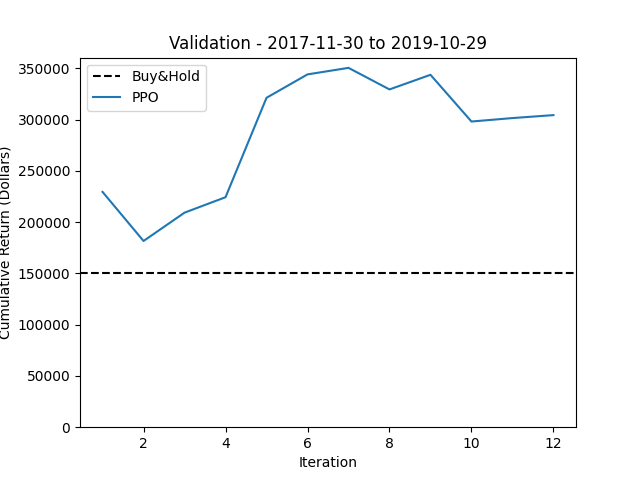 Validation - 2017-11-30 to 2019-10-29
Buy&Hold
PPO
Cumulative Return (Dollars)
350000
300000
250000
200000
150000
100000
50000
0
2 4 6 8 10 12
Iteration